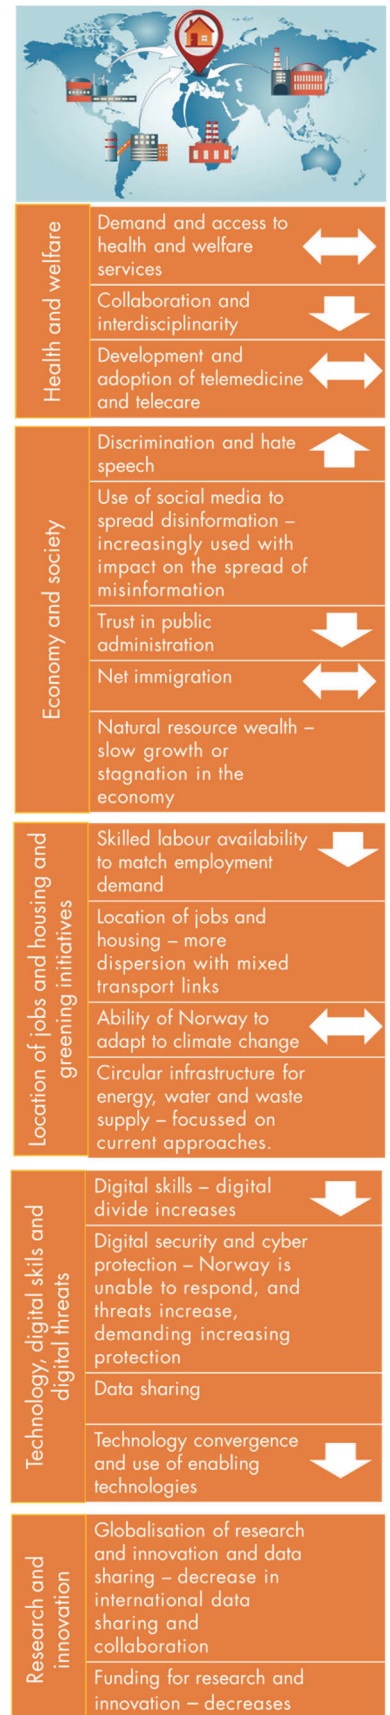 Health and welfare
Demand and access to
health and welfare
services
Collaboration and
interdisciplinarity
Development and
adoption of telemedicine
and telecare
Economy and society
Discrimination and hate
speech
Use of social media to
spread disinformation –
increasingly used with
impact on the spread of
misinformation
Trust in public
administration
Net immigration
Natural resource wealth –
slow growth or
stagnation in the
economy
Location of jobs and housing and
greening initiatives
Skilled labour availability
to match employment
demand
Location of jobs and
housing – more
dispersion with mixed
transport links
Ability of Norway to
adapt to climate change
Circular infrastructure for
energy, water and waste
supply – focussed on
current approaches.
Technology, digital skils and
digital threats
Digital skills – digital
divide increases
Digital security and cyber
protection – Norway is
unable to respond, and
threats increase,
demanding increasing
protection
Data sharing
Technology convergence
and use of enabling
technologies
Research and
innovation
Globalisation of research
and innovation and data
sharing – decrease in
international data
sharing and
collaboration
Funding for research and
innovation – decreases